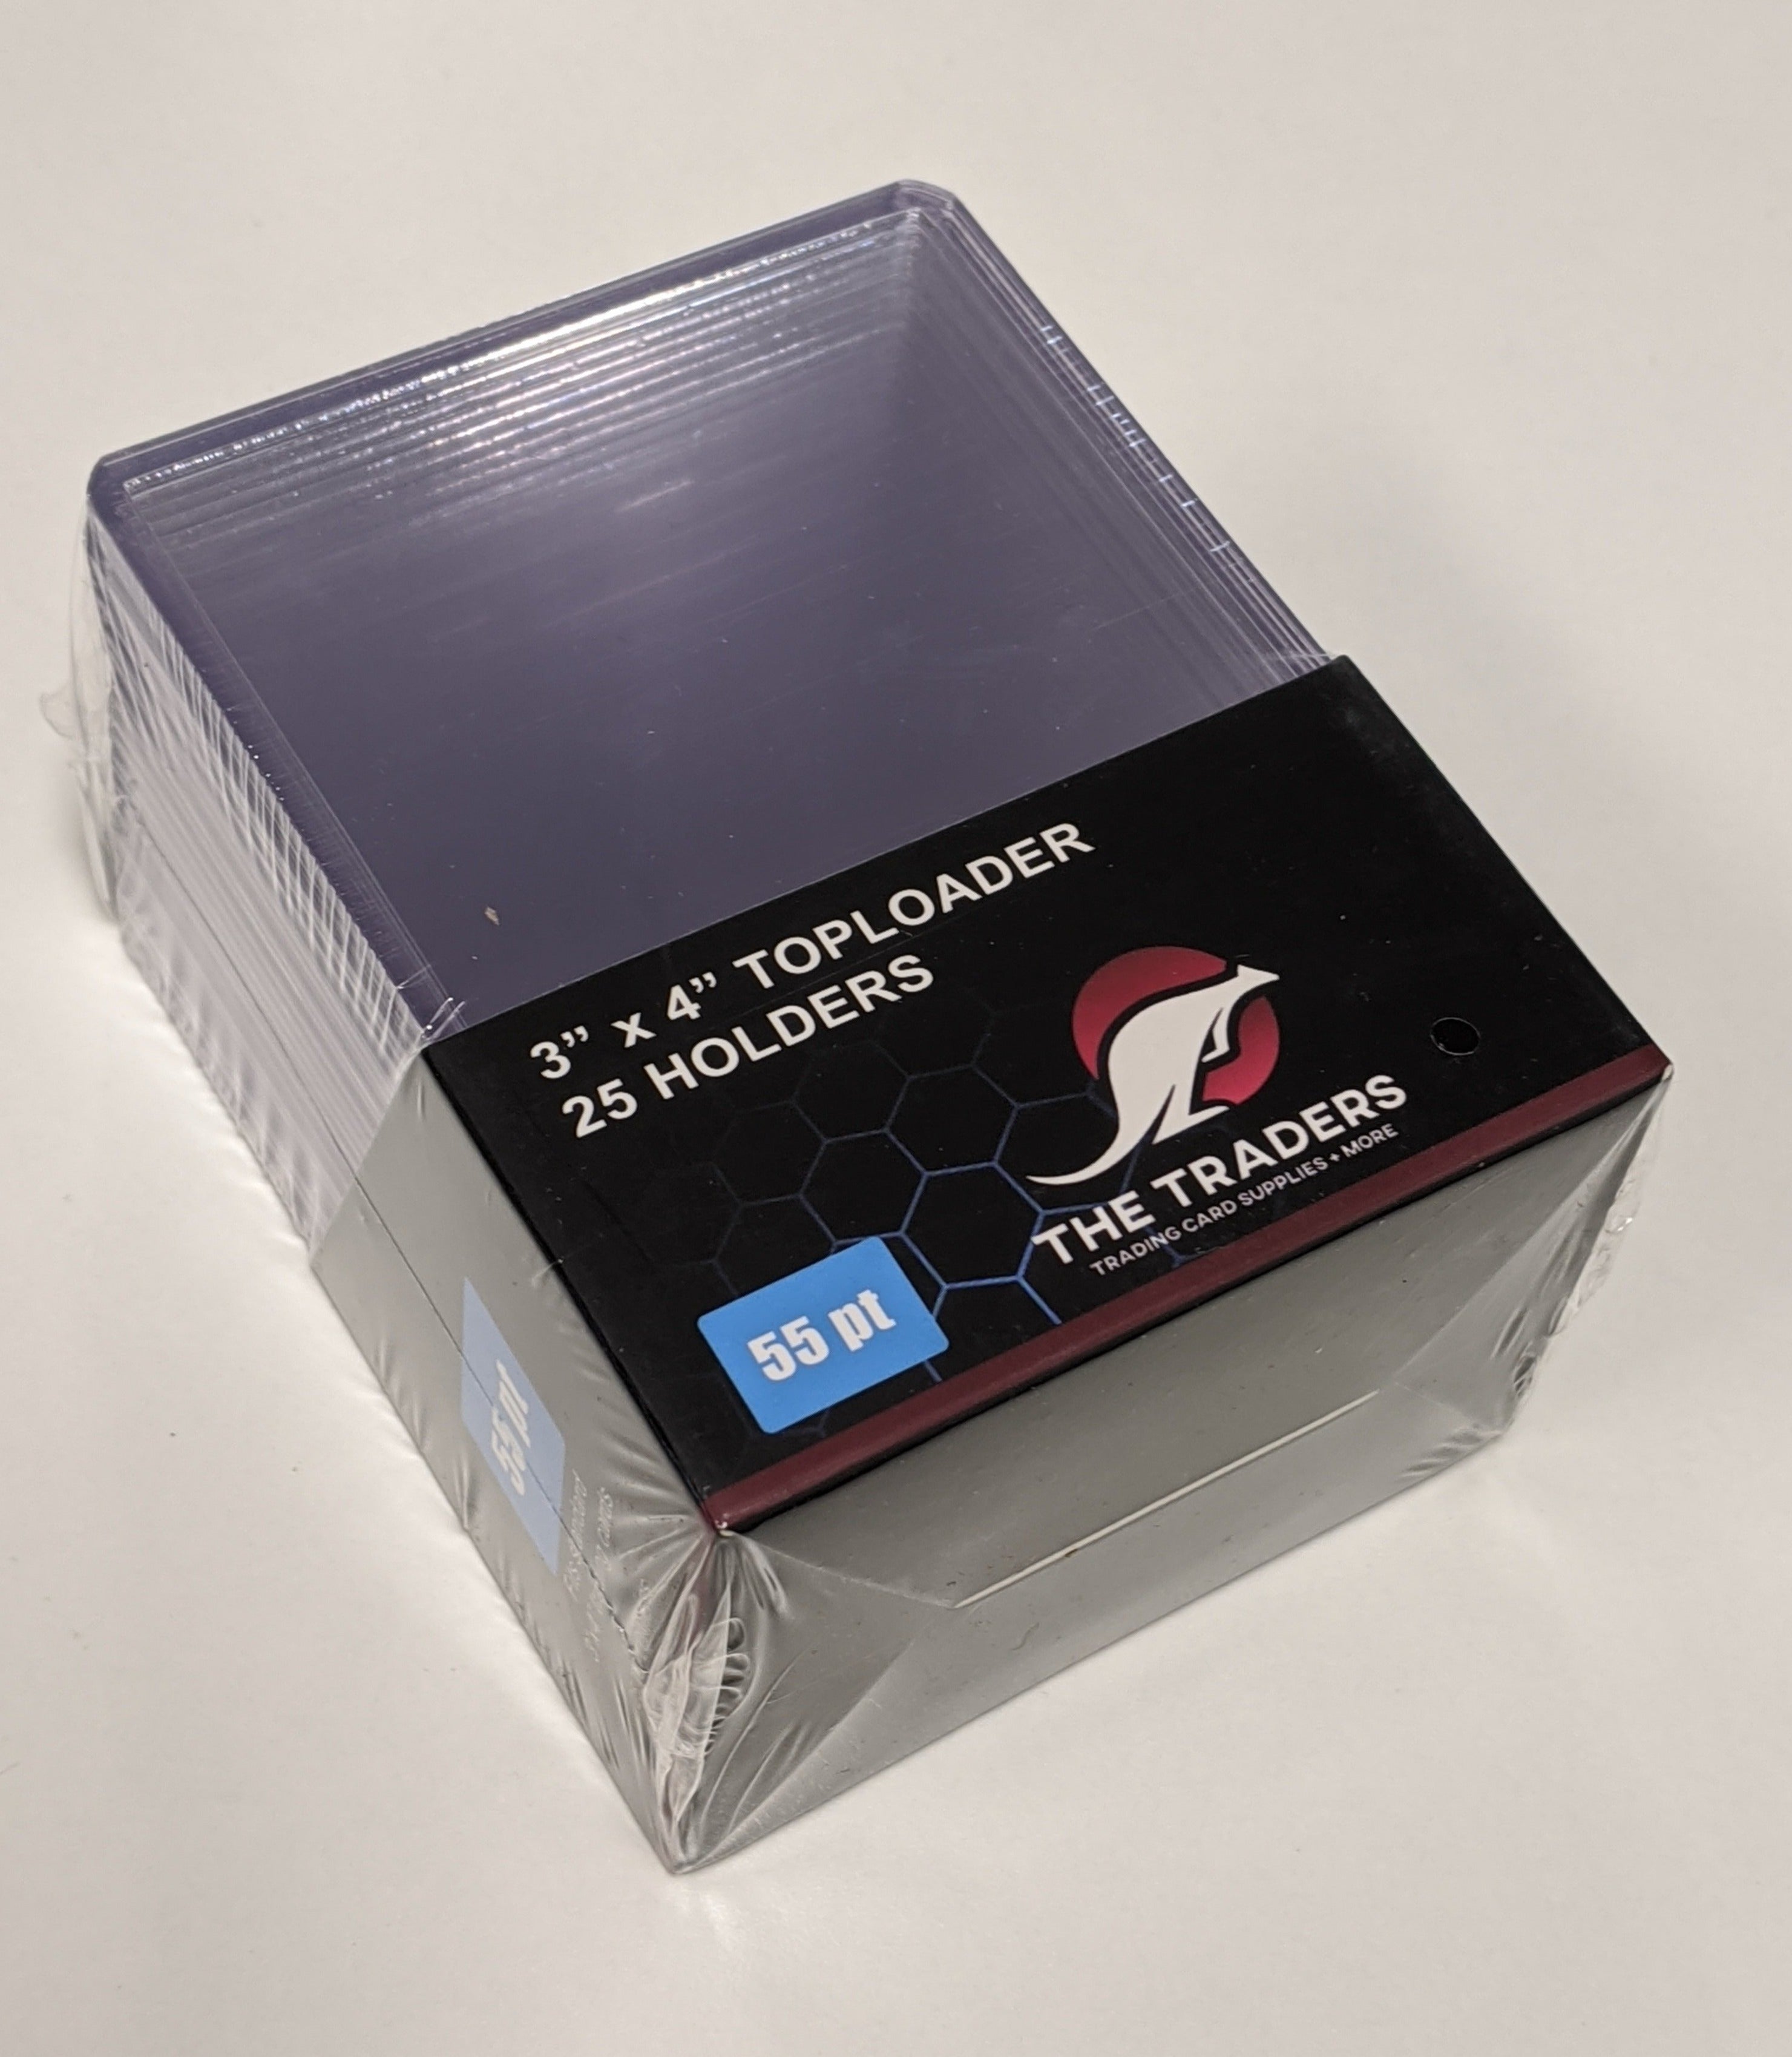 3” x 4” TOPLOADER
25 HOLDERS
THE TRADERS
TRADING CARD SUPPLIES + MORE
55 pt
55 pt